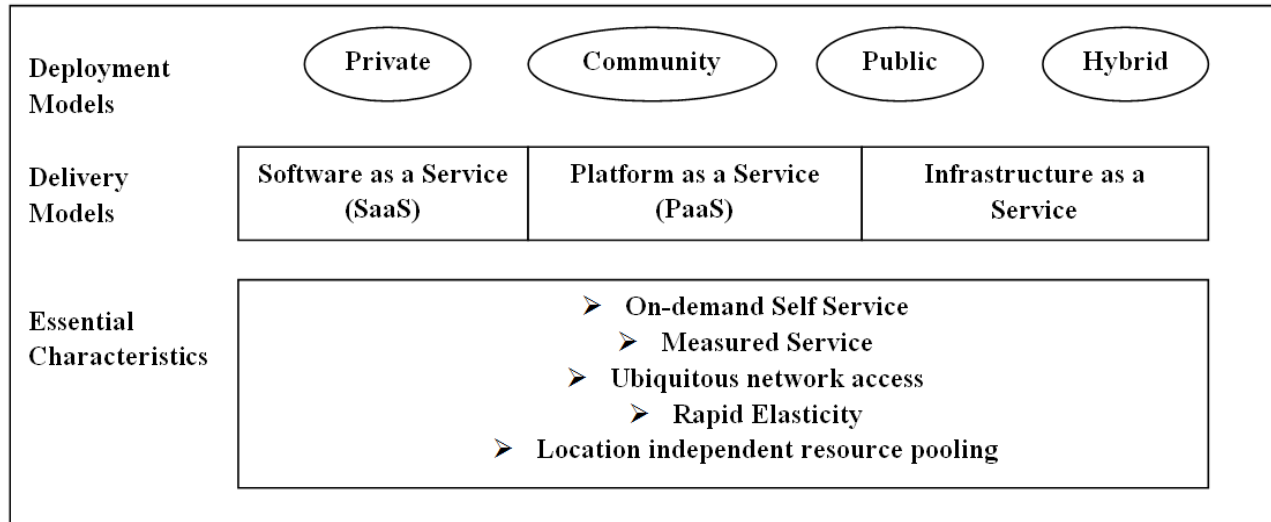 Deployment
Models
Private
Community
Public
Hybrid
Delivery
Models
Software as a Service
(SaaS)
Platform as a Service
(PaaS)
Infrastructure as a
Service
Essential
Characteristics
➢ On-demand Self Service
➢ Measured Service
➢ Ubiquitous network access
➢ Rapid Elasticity
➢ Location independent resource pooling